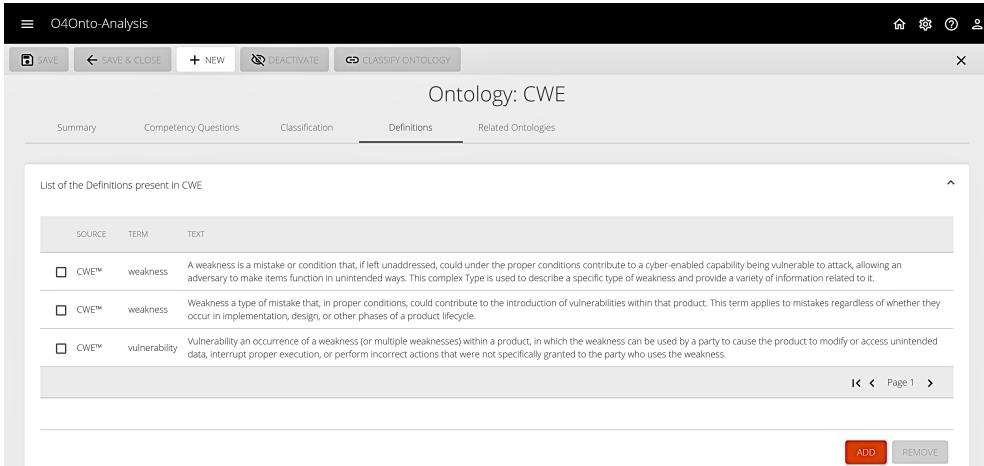 O4Onto-Analysis
SAVE
SAVE & CLOSE
NEW
DEACTIVATE
CLASSIFY ONTOLOGY
Ontology: CWE
Summary
Competency Questions
Classification
Definitions
Related Ontologies
List of the Definitions present in CWE
SOURCE TERM TEXT
CWE™ weakness A weakness is a mistake or condition that, if left unaddressed, could under the proper conditions contribute to a cyber-enabled capability being vulnerable to attack, allowing an
adversary to make items function in unintended ways. This complex Type is used to describe a specific type of weakness and provide a variety of information related to it.
CWE™ weakness Weakness a type of mistake that, in proper conditions, could contribute to the introduction of vulnerabilities within that product. This term applies to mistakes regardless of whether they
occur in implementation, design, or other phases of a product lifecycle.
CWE™ vulnerability Vulnerability an occurrence of a weakness (or multiple weaknesses) within a product, in which the weakness can be used by a party to cause the product to modify or access unintended
data, interrupt proper execution, or perform incorrect actions that were not specifically granted to the party who uses the weakness.
Page 1
ADD
REMOVE